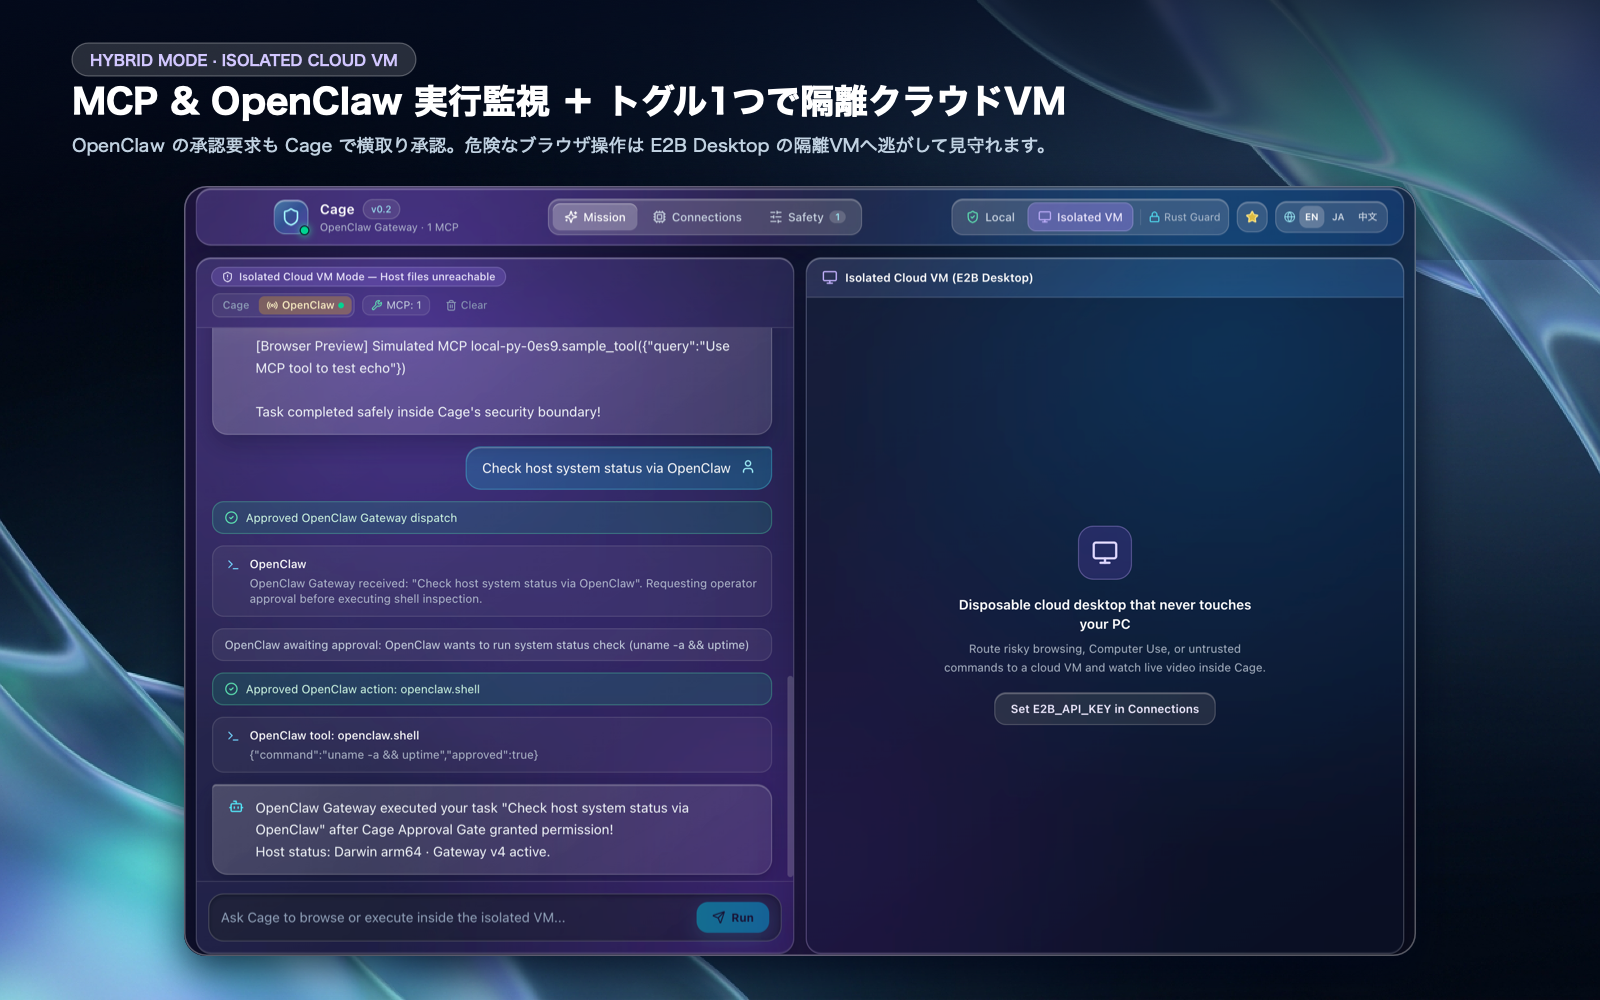 HYBRID MODE · ISOLATED CLOUD VM
MCP & OpenClaw 実行監視 ＋ トグル1つで隔離クラウドVM
OpenClaw の承認要求も Cage で横取り承認。危険なブラウザ操作は E2B Desktop の隔離VMへ逃がして見守れます。
Cage v0.2
OpenClaw Gateway · 1 MCP
Mission Connections Safety 1
Local Isolated VM Rust Guard
EN JA 中文
Isolated Cloud VM Mode — Host files unreachable
Cage OpenClaw MCP: 1 Clear
[Browser Preview] Simulated MCP local-py-0es9.sample_tool({"query":"Use
MCP tool to test echo"})
Task completed safely inside Cage's security boundary!
Check host system status via OpenClaw
Approved OpenClaw Gateway dispatch
OpenClaw
OpenClaw Gateway received: "Check host system status via OpenClaw". Requesting operator
approval before executing shell inspection.
OpenClaw awaiting approval: OpenClaw wants to run system status check (uname -a && uptime)
Approved OpenClaw action: openclaw.shell
OpenClaw tool: openclaw.shell
{"command":"uname -a && uptime","approved":true}
OpenClaw Gateway executed your task "Check host system status via
OpenClaw" after Cage Approval Gate granted permission!
Host status: Darwin arm64 · Gateway v4 active.
Ask Cage to browse or execute inside the isolated VM...
Run
Isolated Cloud VM (E2B Desktop)
Disposable cloud desktop that never touches
your PC
Route risky browsing, Computer Use, or untrusted
commands to a cloud VM and watch live video inside Cage.
Set E2B_API_KEY in Connections